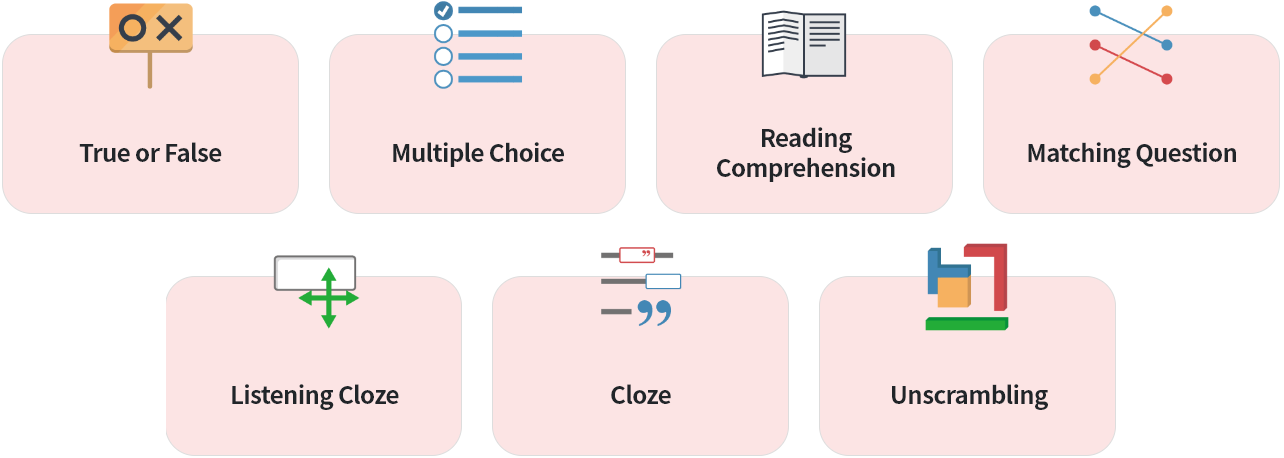 True or False
Multiple Choice
Reading
Comprehension
Matching Question
Listening Cloze
Cloze
Unscrambling